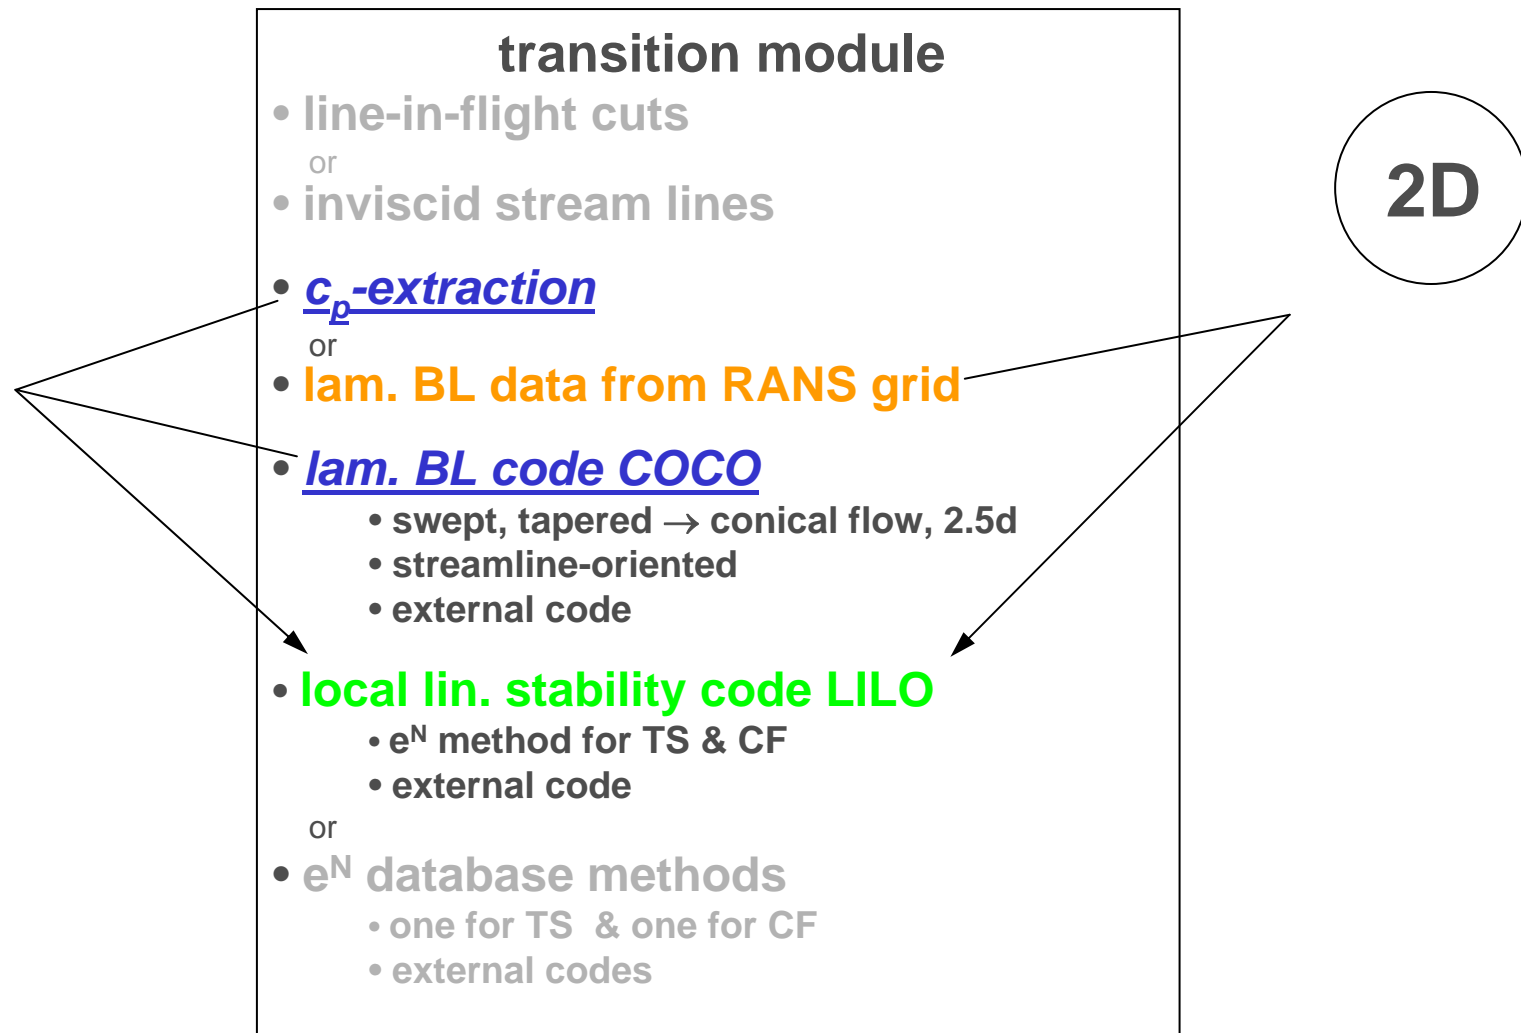 transition module
• line-in-flight cuts
or
• inviscid stream lines
2D
• cp-extraction
or
• lam. BL data from RANS grid
• lam. BL code COCO
• swept, tapered → conical flow, 2.5d
• streamline-oriented
• external code
• local lin. stability code LILO
• eN method for TS & CF
• external code
or
• eN database methods
• one for TS & one for CF
• external codes